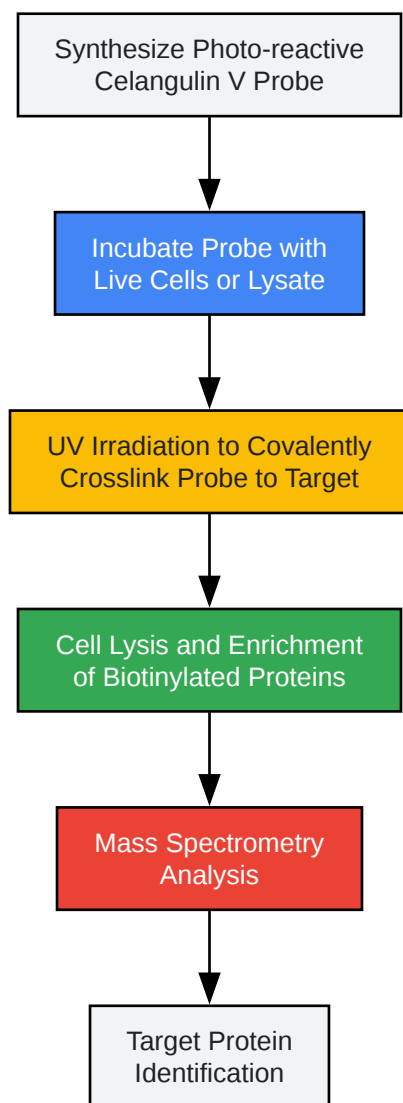 Synthesize Photo-reactive
Celangulin V Probe
Incubate Probe with
Live Cells or Lysate
UV Irradiation to Covalently
Crosslink Probe to Target
Cell Lysis and Enrichment
of Biotinylated Proteins
Mass Spectrometry
Analysis
Target Protein
Identification